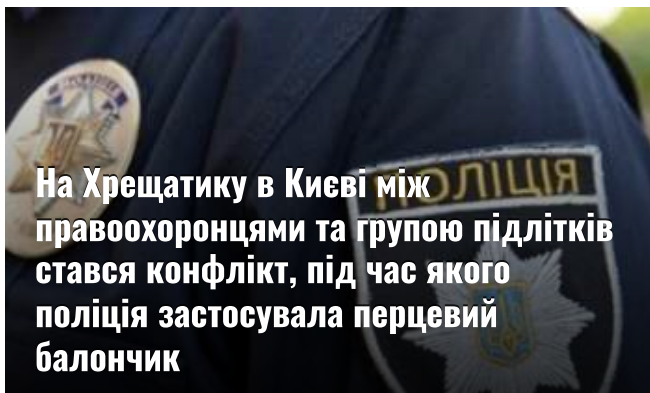 ПОЛІЦІЯ
На Хрещатику в Києві між
правоохоронцями та групою підлітків
стався конфлікт, під час якого
поліція застосувала перцевий
балончик